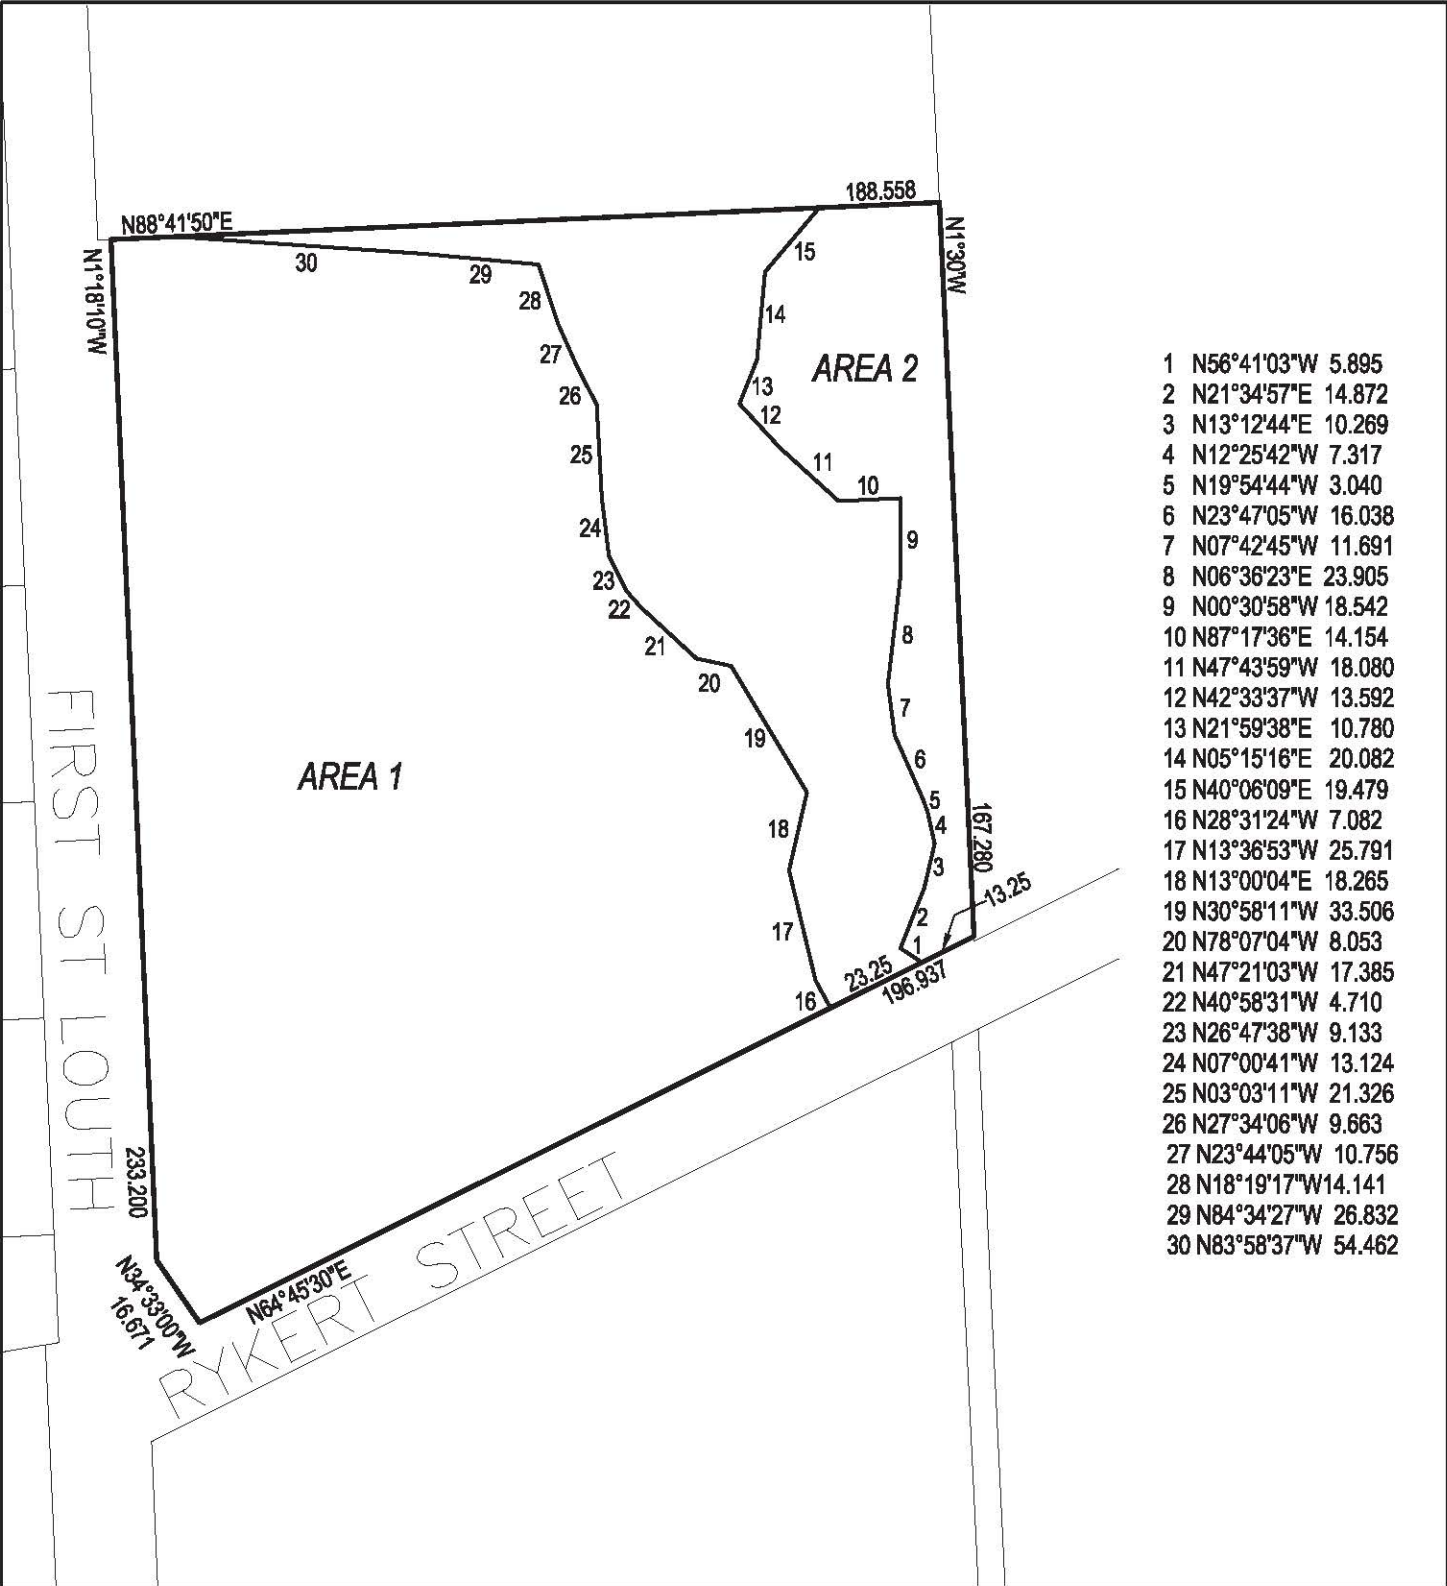 188.558
N88°41'50"E
N1°18'10"W
N1°30'W
30
29
28
27
26
25
24
23
22
21
20
19
18
17
16
15
14
13
12
11
10
9
8
7
6
5
4
3
2
1
AREA 1
AREA 2
167.280
13.25
23.25
196.937
233.200
N34°33'00"W
16.671
N64°45'30"E
FIRST ST LOUTH
RYKERT STREET
1 N56°41'03"W 5.895
2 N21°34'57"E 14.872
3 N13°12'44"E 10.269
4 N12°25'42"W 7.317
5 N19°54'44"W 3.040
6 N23°47'05"W 16.038
7 N07°42'45"W 11.691
8 N06°36'23"E 23.905
9 N00°30'58"W 18.542
10 N87°17'36"E 14.154
11 N47°43'59"W 18.080
12 N42°33'37"W 13.592
13 N21°59'38"E 10.780
14 N05°15'16"E 20.082
15 N40°06'09"E 19.479
16 N28°31'24"W 7.082
17 N13°36'53"W 25.791
18 N13°00'04"E 18.265
19 N30°58'11"W 33.506
20 N78°07'04"W 8.053
21 N47°21'03"W 17.385
22 N40°58'31"W 4.710
23 N26°47'38"W 9.133
24 N07°00'41"W 13.124
25 N03°03'11"W 21.326
26 N27°34'06"W 9.663
27 N23°44'05"W 10.756
28 N18°19'17"W14.141
29 N84°34'27"W 26.832
30 N83°58'37"W 54.462